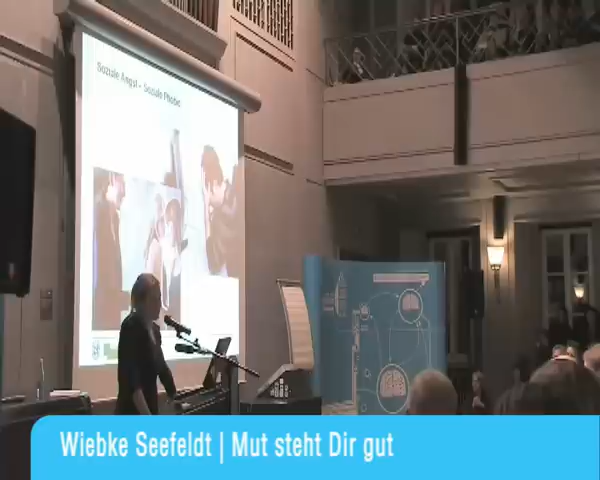 Soziale Angst – Soziale Phobie
Wiebke Seefeldt | Mut steht Dir gut